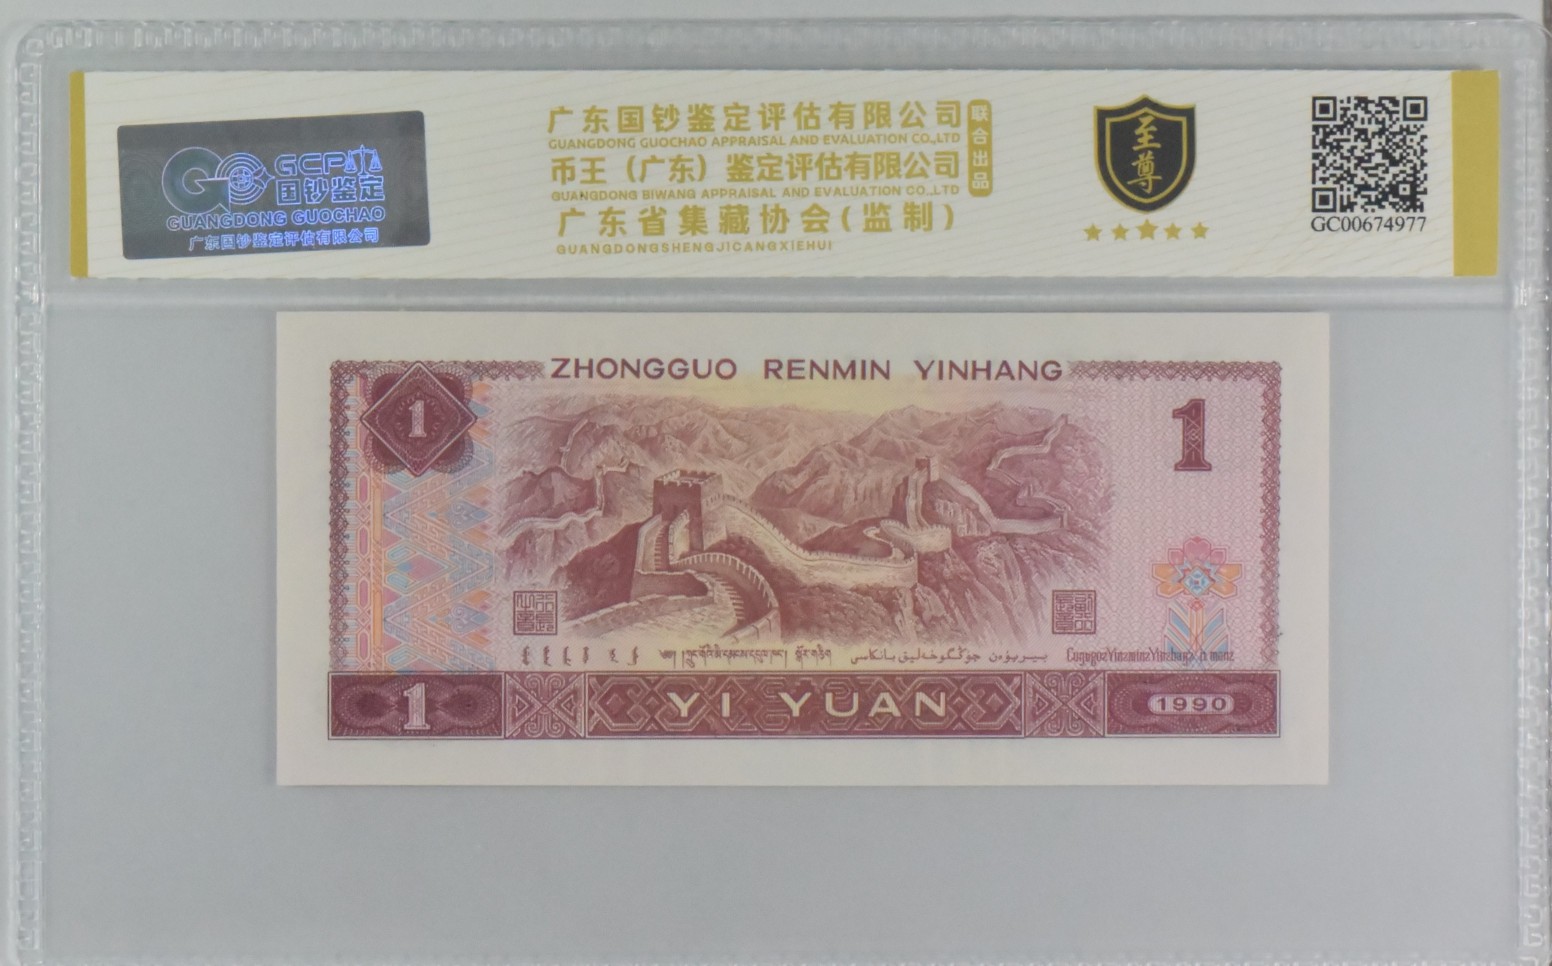 GCP
国钞鉴定
GUANGDONG GUOCHAO
广东国钞鉴定评估有限公司
广东国钞鉴定评估有限公司
GUANGDONG GUOCHAO APPRAISAL AND EVALUATION CO.,LTD
币王（广东）鉴定评估有限公司
GUANGDONG BIWANG APPRAISAL AND EVALUATION CO.,LTD
广东省集藏协会(监制)
GUANGDONGSHENGJICANGXIEHUI
联合出品
至尊
GC00674977
ZHONGGUO RENMIN YINHANG
1
1
1
YI YUAN
1990